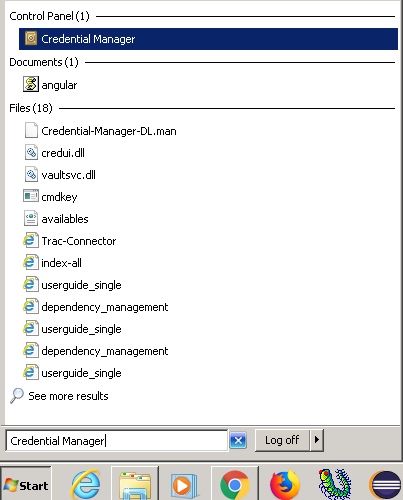 Control Panel (1)
Credential Manager
Documents (1)
angular
Files (18)
Credential-Manager-DL.man
credui.dll
vaultsvc.dll
cmdkey
availables
Trac-Connector
index-all
userguide_single
dependency_management
userguide_single
dependency_management
userguide_single
See more results
Credential Manager
Log off
Start